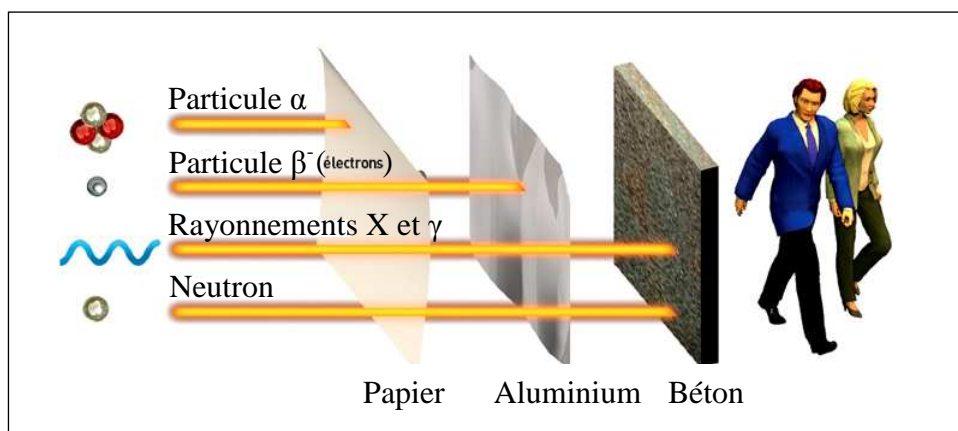 Particule α
Particule β⁻(électrons)
Rayonnements X et γ
Neutron
Papier Aluminium Béton